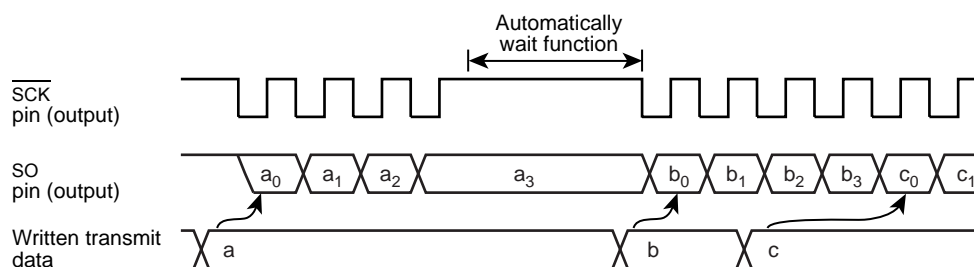 Automatically
wait function
SCK
pin (output)
SO
pin (output)
a0 a1 a2 a3 b0 b1 b2 b3 c0 c1
Written transmit
data
a b c